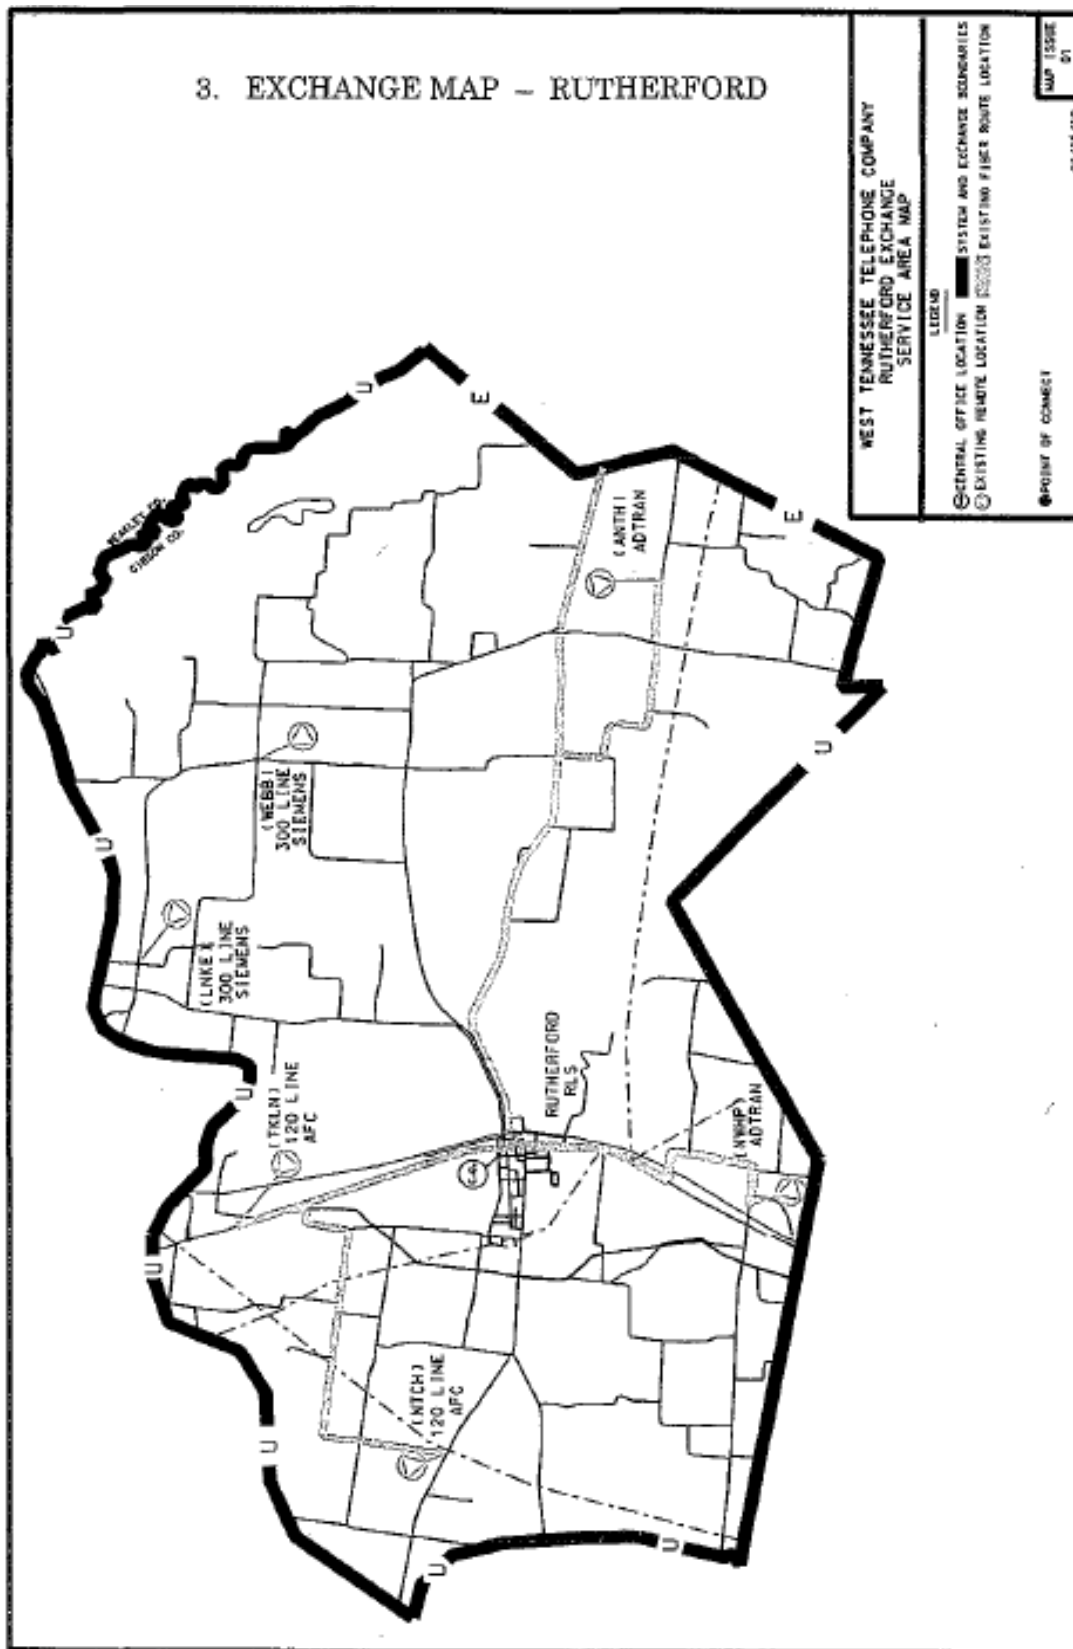 3. EXCHANGE MAP - RUTHERFORD
WEST TENNESSEE TELEPHONE COMPANY
RUTHERFORD EXCHANGE
SERVICE AREA MAP
LEGEND
CENTRAL OFFICE LOCATION SYSTEM AND EXCHANGE BOUNDARIES
EXISTING REMOTE LOCATION EXISTING FIBER ROUTE LOCATION
POINT OF CONNECT
MAP ISSUE
01
WEAKLEY CO.
GIBSON CO.
U
E
(ANTH)
ADTRAN
E
U
U
(WEBB)
300 LINE
SIEMENS
U
(LNKE)
300 LINE
SIEMENS
U
(TKLN)
120 LINE
AFC
RUTHERFORD
RLS
(NWHP)
ADTRAN
U
(NTCH)
120 LINE
AFC
U
U
U